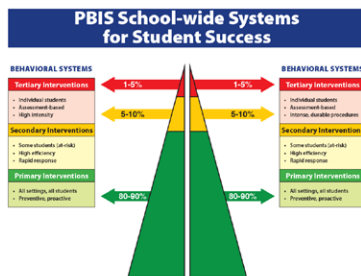 PBIS School-wide Systems
for Student Success
BEHAVIORAL SYSTEMS
Tertiary Interventions
• Individual students
• Assessment-based
• High intensity
Secondary Interventions
• Some students (at-risk)
• High efficiency
• Rapid response
Primary Interventions
• All settings, all students
• Preventive, proactive
1-5%
5-10%
80-90%
1-5%
5-10%
80-90%
BEHAVIORAL SYSTEMS
Tertiary Interventions
• Individual students
• Assessment-based
• Intense, durable procedures
Secondary Interventions
• Some students (at-risk)
• High efficiency
• Rapid response
Primary Interventions
• All settings, all students
• Preventive, proactive